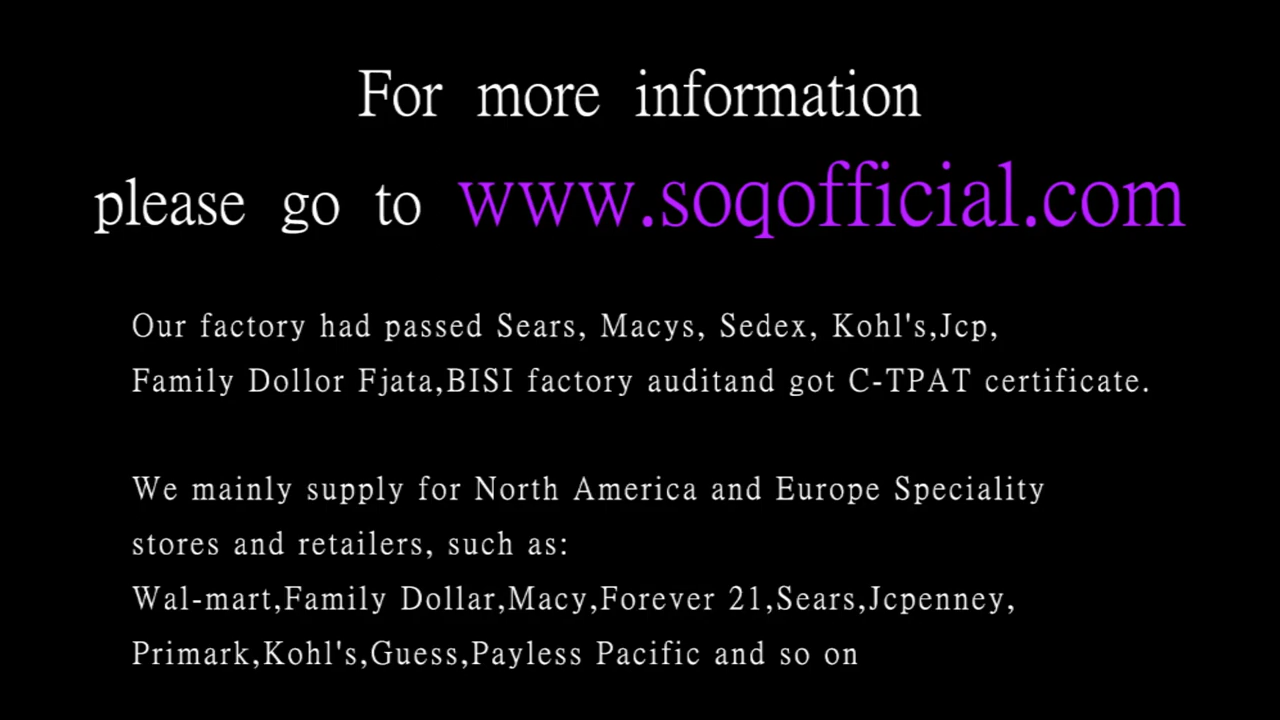 For more information
please go to www.soqofficial.com
Our factory had passed Sears, Macys, Sedex, Kohl's,Jcp,
Family Dollor Fjata,BISI factory auditand got C-TPAT certificate.
We mainly supply for North America and Europe Speciality
stores and retailers, such as:
Wal-mart,Family Dollar,Macy,Forever 21,Sears,Jcpenney,
Primark,Kohl's,Guess,Payless Pacific and so on